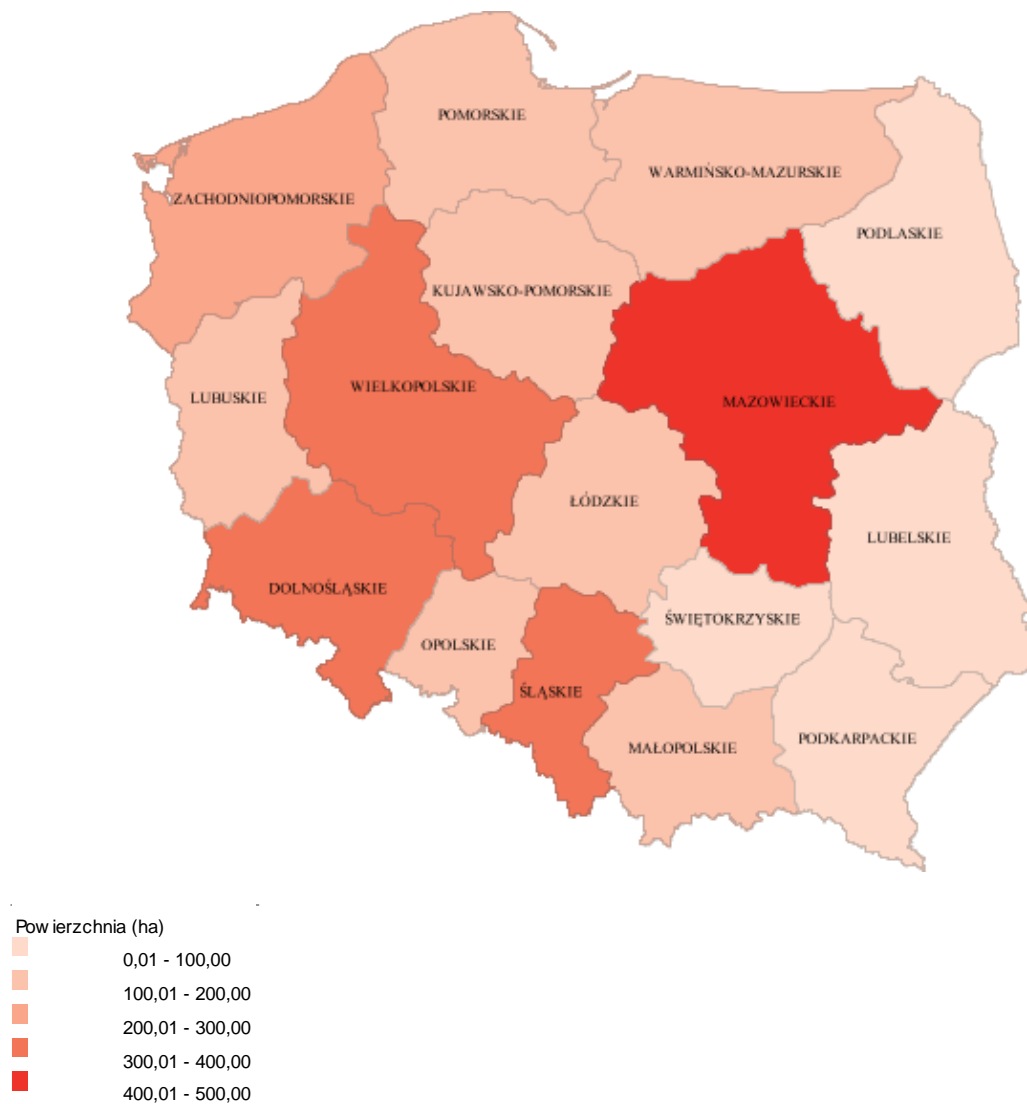 POMORSKIE
WARMIŃSKO-MAZURSKIE
ZACHODNIOPOMORSKIE
PODLASKIE
KUJAWSKO-POMORSKIE
WIELKOPOLSKIE
LUBUSKIE
MAZOWIECKIE
ŁÓDZKIE
LUBELSKIE
DOLNOŚLĄSKIE
ŚWIĘTOKRZYSKIE
OPOLSKIE
ŚLĄSKIE
PODKARPACKIE
MAŁOPOLSKIE
Powierzchnia (ha)
0,01 - 100,00
100,01 - 200,00
200,01 - 300,00
300,01 - 400,00
400,01 - 500,00